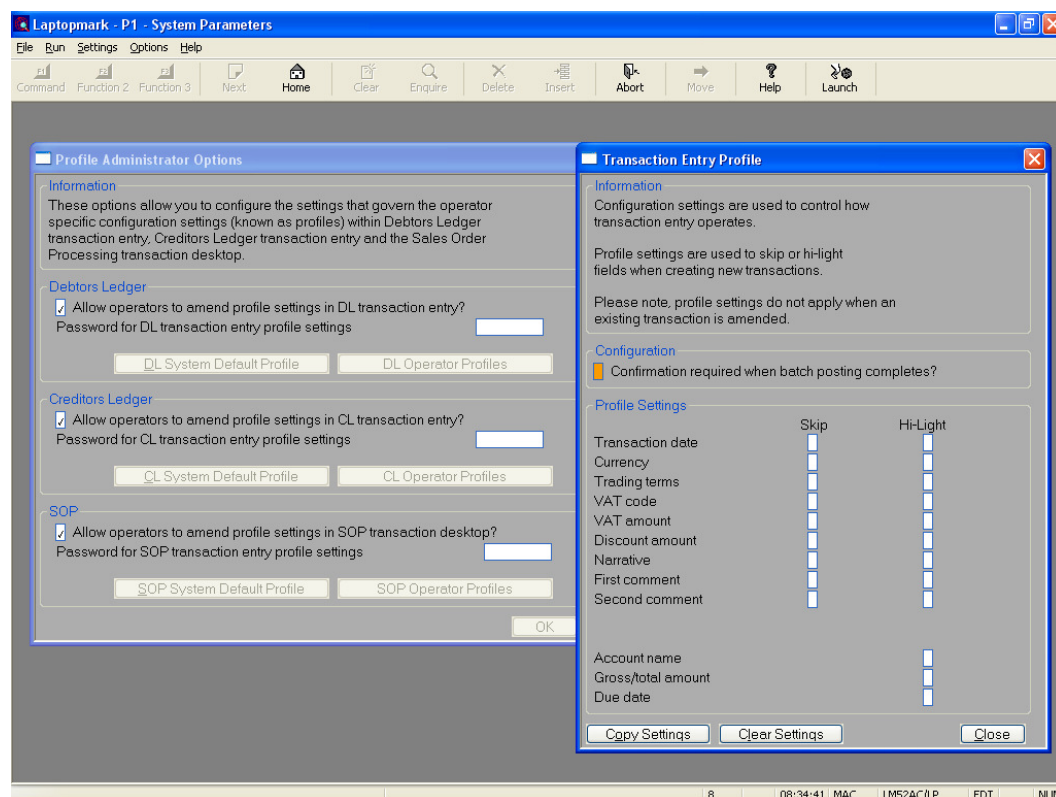 Laptopmark - P1 - System Parameters
File Run Settings Options Help
F1 F2 F3
Command Function 2 Function 3 Next Home Clear Enquire Delete Insert Abort Move Help Launch
Profile Administrator Options
Information
These options allow you to configure the settings that govern the operator
specific configuration settings (known as profiles) within Debtors Ledger
transaction entry, Creditors Ledger transaction entry and the Sales Order
Processing transaction desktop.
Debtors Ledger
Allow operators to amend profile settings in DL transaction entry?
Password for DL transaction entry profile settings
DL System Default Profile DL Operator Profiles
Creditors Ledger
Allow operators to amend profile settings in CL transaction entry?
Password for CL transaction entry profile settings
CL System Default Profile CL Operator Profiles
SOP
Allow operators to amend profile settings in SOP transaction desktop?
Password for SOP transaction entry profile settings
SOP System Default Profile SOP Operator Profiles
OK
Transaction Entry Profile
Information
Configuration settings are used to control how
transaction entry operates.
Profile settings are used to skip or hi-light
fields when creating new transactions.
Please note, profile settings do not apply when an
existing transaction is amended.
Configuration
Confirmation required when batch posting completes?
Profile Settings
Skip Hi-Light
Transaction date
Currency
Trading terms
VAT code
VAT amount
Discount amount
Narrative
First comment
Second comment
Account name
Gross/total amount
Due date
Copy Settings Clear Settings Close
8 08:34:41 MAC LM52AC/LP EDT NUM